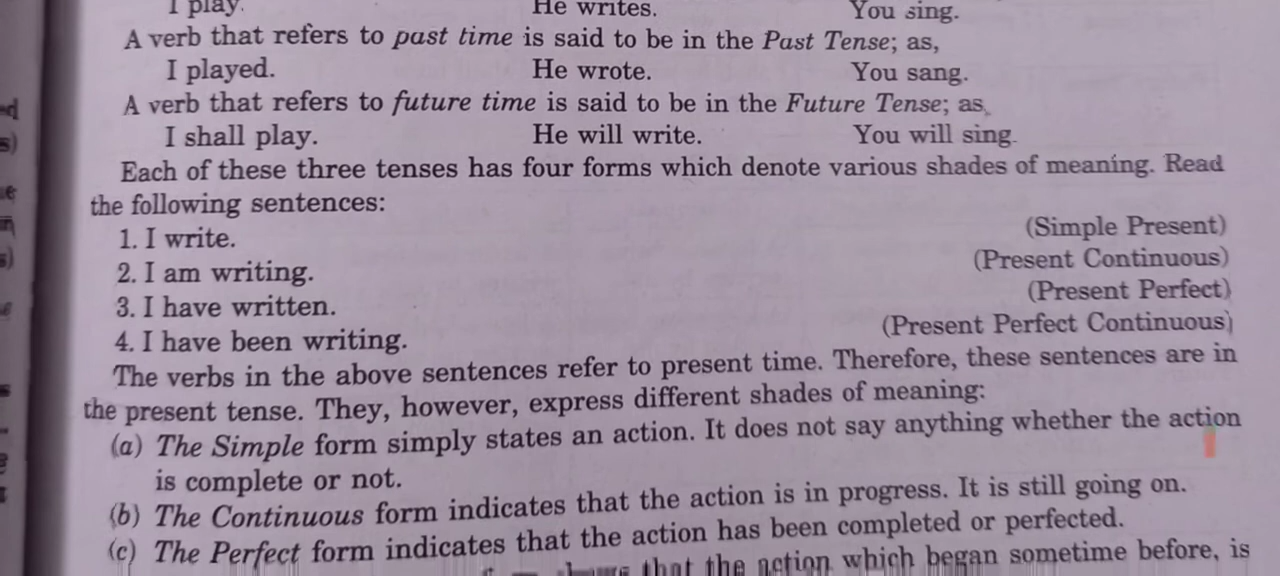 I play. He writes. You sing.
A verb that refers to past time is said to be in the Past Tense; as,
I played. He wrote. You sang.
A verb that refers to future time is said to be in the Future Tense; as,
I shall play. He will write. You will sing.
Each of these three tenses has four forms which denote various shades of meaning. Read
the following sentences:
1. I write. (Simple Present)
2. I am writing. (Present Continuous)
3. I have written. (Present Perfect)
4. I have been writing. (Present Perfect Continuous)
The verbs in the above sentences refer to present time. Therefore, these sentences are in
the present tense. They, however, express different shades of meaning:
(a) The Simple form simply states an action. It does not say anything whether the action
is complete or not.
(b) The Continuous form indicates that the action is in progress. It is still going on.
(c) The Perfect form indicates that the action has been completed or perfected.
that the action which began sometime before, is